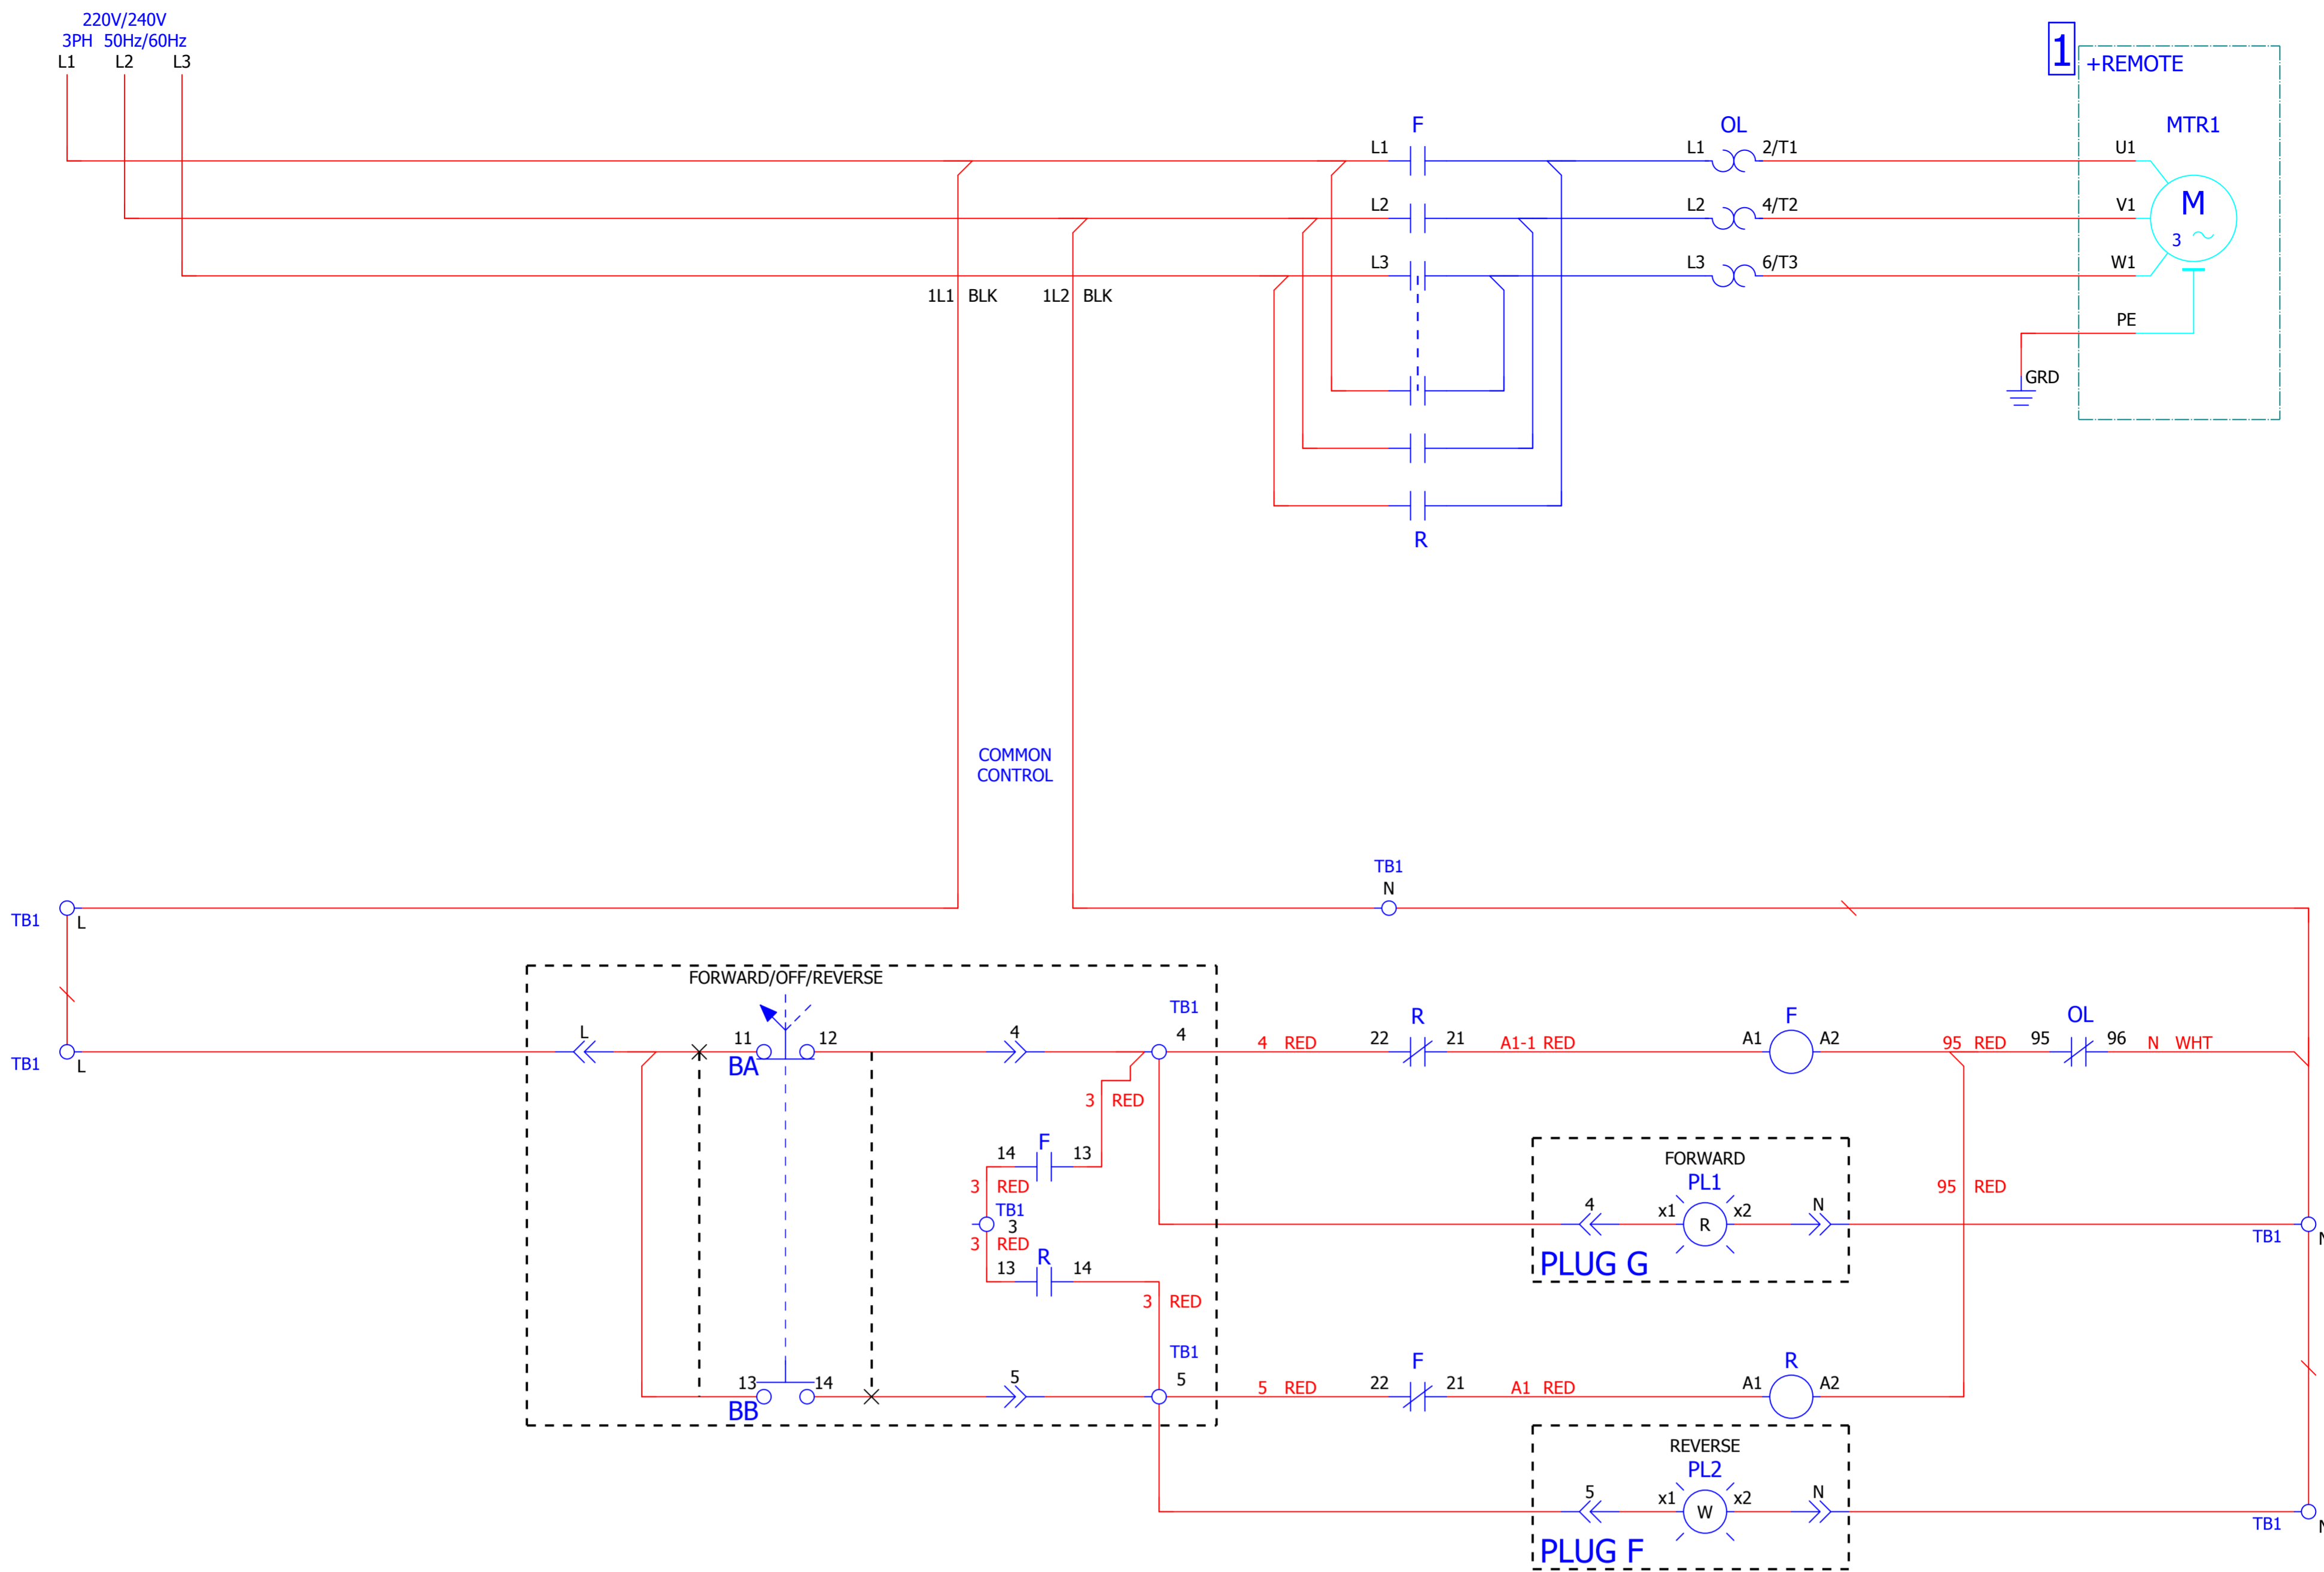 220V/240V
3PH 50Hz/60Hz
L1 L2 L3
1
+REMOTE
F OL MTR1
L1 L1 2/T1 U1
M
L2 L2 4/T2 V1
3
L3 L3 6/T3 W1
1L1 BLK 1L2 BLK
PE
GRD
R
COMMON
CONTROL
TB1
N
TB1 L
FORWARD/OFF/REVERSE
TB1
4
L 11 12 4
BA
TB1 L
4 RED 22 R 21 A1-1 RED A1 F A2 95 RED 95 OL 96 N WHT
3 RED
F
14 13
3 RED
TB1
3
3 RED
R
13 14
3 RED
FORWARD
PL1
4 x1 R x2 N
PLUG G
95 RED
TB1 N
TB1
5
13 14 5
BB
5 RED 22 F 21 A1 RED A1 R A2
REVERSE
PL2
5 x1 W x2 N
PLUG F
TB1 N